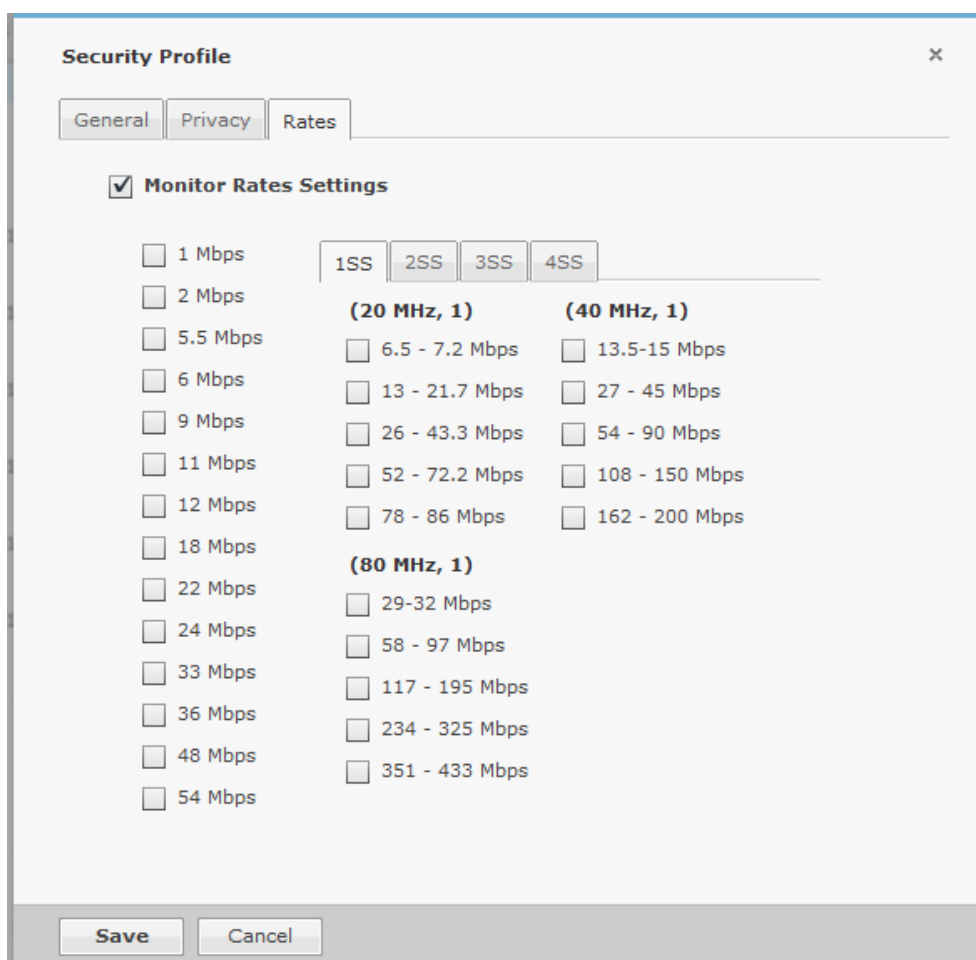 Security Profile
×
General Privacy Rates
Monitor Rates Settings
1 Mbps
2 Mbps
5.5 Mbps
6 Mbps
9 Mbps
11 Mbps
12 Mbps
18 Mbps
22 Mbps
24 Mbps
33 Mbps
36 Mbps
48 Mbps
54 Mbps
1SS 2SS 3SS 4SS
(20 MHz, 1)
6.5 - 7.2 Mbps
13 - 21.7 Mbps
26 - 43.3 Mbps
52 - 72.2 Mbps
78 - 86 Mbps
(40 MHz, 1)
13.5-15 Mbps
27 - 45 Mbps
54 - 90 Mbps
108 - 150 Mbps
162 - 200 Mbps
(80 MHz, 1)
29-32 Mbps
58 - 97 Mbps
117 - 195 Mbps
234 - 325 Mbps
351 - 433 Mbps
Save Cancel